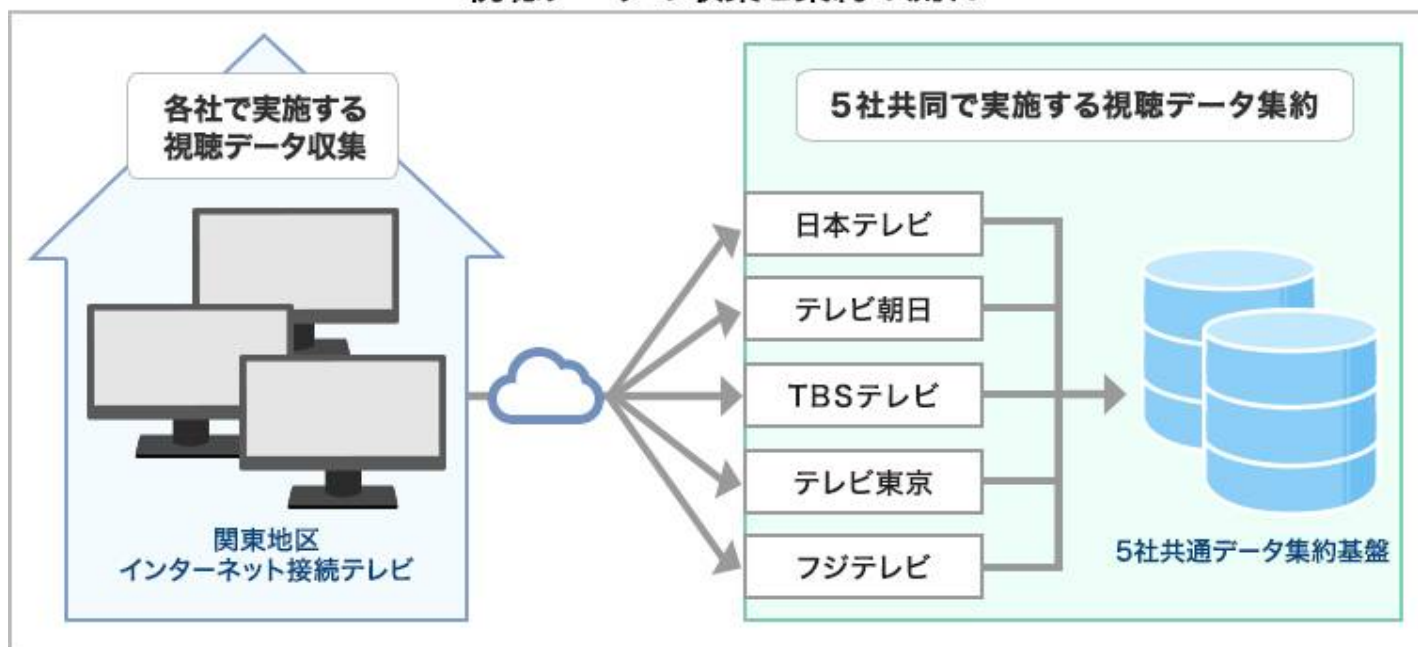 各社で実施する
視聴データ収集
5社共同で実施する視聴データ集約
日本テレビ
テレビ朝日
TBSテレビ
テレビ東京
フジテレビ
関東地区
インターネット接続テレビ
5社共通データ集約基盤